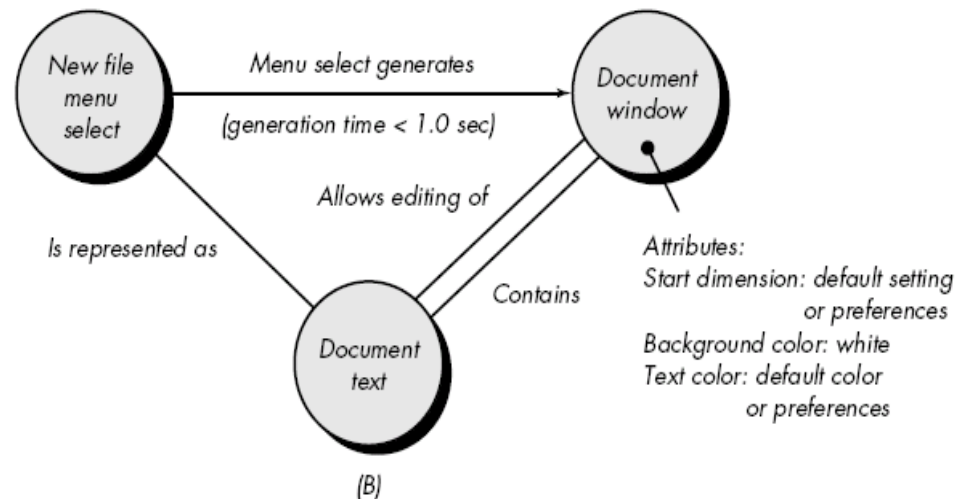 New file
menu
select
Menu select generates
(generation time < 1.0 sec)
Document
window
Allows editing of
Is represented as
Contains
Attributes:
Start dimension: default setting
or preferences
Background color: white
Text color: default color
or preferences
Document
text
(B)